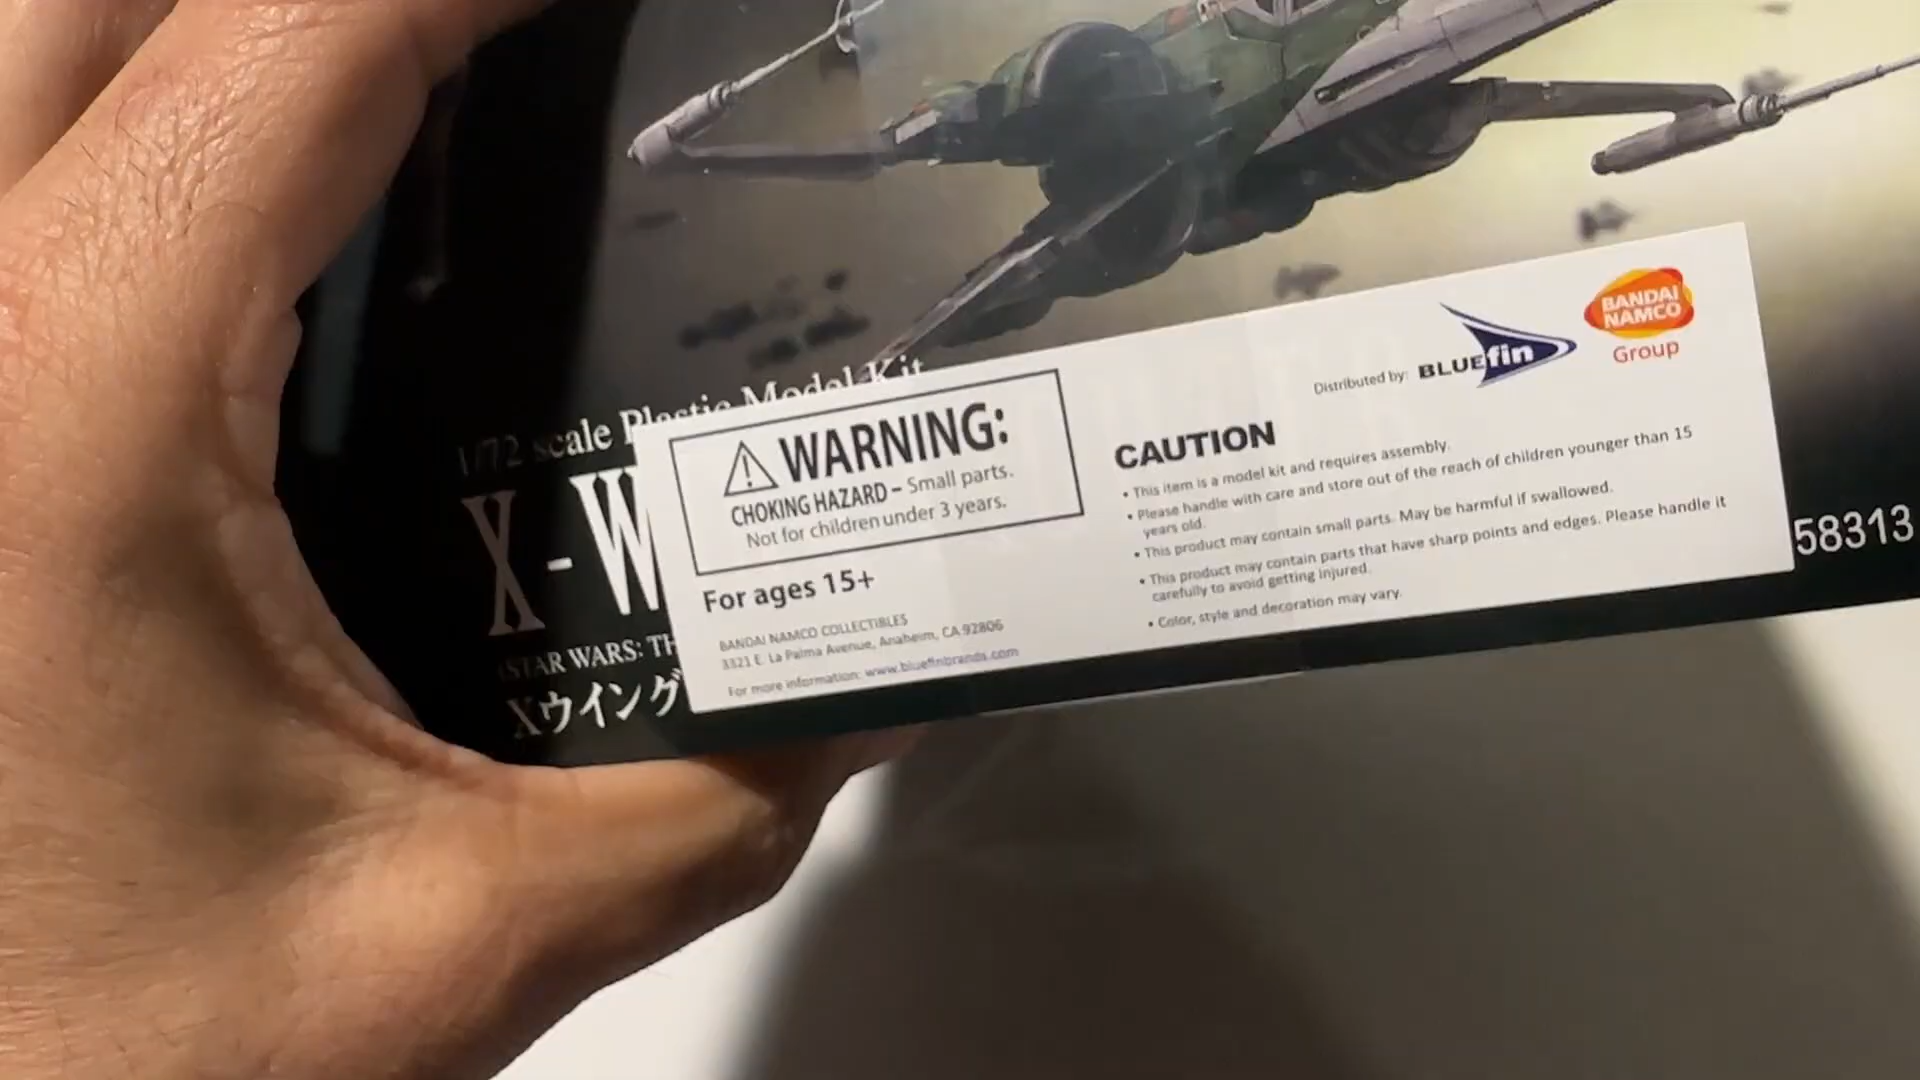 1/72 scale Plastic Model Kit
X-W
STAR WARS: TH
Xウイング
WARNING:
CHOKING HAZARD – Small parts.
Not for children under 3 years.
For ages 15+
BANDAI NAMCO COLLECTIBLES
3321 E. La Palma Avenue, Anaheim, CA 92806
For more information: www.bluefinbrands.com
Distributed by: BLUEfin
BANDAI
NAMCO
Group
CAUTION
• This item is a model kit and requires assembly.
• Please handle with care and store out of the reach of children younger than 15
years old.
• This product may contain small parts. May be harmful if swallowed.
• This product may contain parts that have sharp points and edges. Please handle it
carefully to avoid getting injured.
• Color, style and decoration may vary.
58313